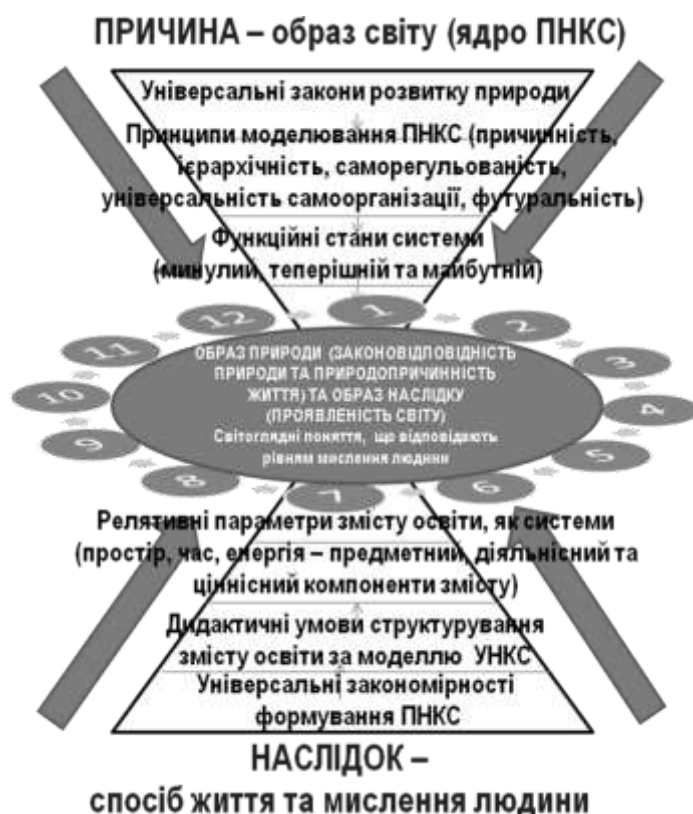 ПРИЧИНА – образ світу (ядро ПНКС)
Універсальні закони розвитку природи
Принципи моделювання ПНКС (причинність,
ієрархічність, саморегульованість,
універсальність самоорганізації, футуральність)
Функційні стани системи
(минулий, теперішній та майбутній)
12
1
2
3
4
5
6
7
8
9
10
11
ОБРАЗ ПРИРОДИ (ЗАКОНОВІДПОВІДНІСТЬ
ПРИРОДИ ТА ПРИРОДОПРИЧИННІСТЬ
ЖИТТЯ) ТА ОБРАЗ НАСЛІДКУ
(ПРОЯВЛЕНІСТЬ СВІТУ)
Світоглядні поняття, що відповідають
рівням мислення людини
Релятивні параметри змісту освіти, як системи
(простір, час, енергія – предметний, діяльнісний та
ціннісний компоненти змісту)
Дидактичні умови структурування
змісту освіти за моделлю УНКС
Універсальні закономірності
формування ПНКС
НАСЛІДОК –
спосіб життя та мислення людини